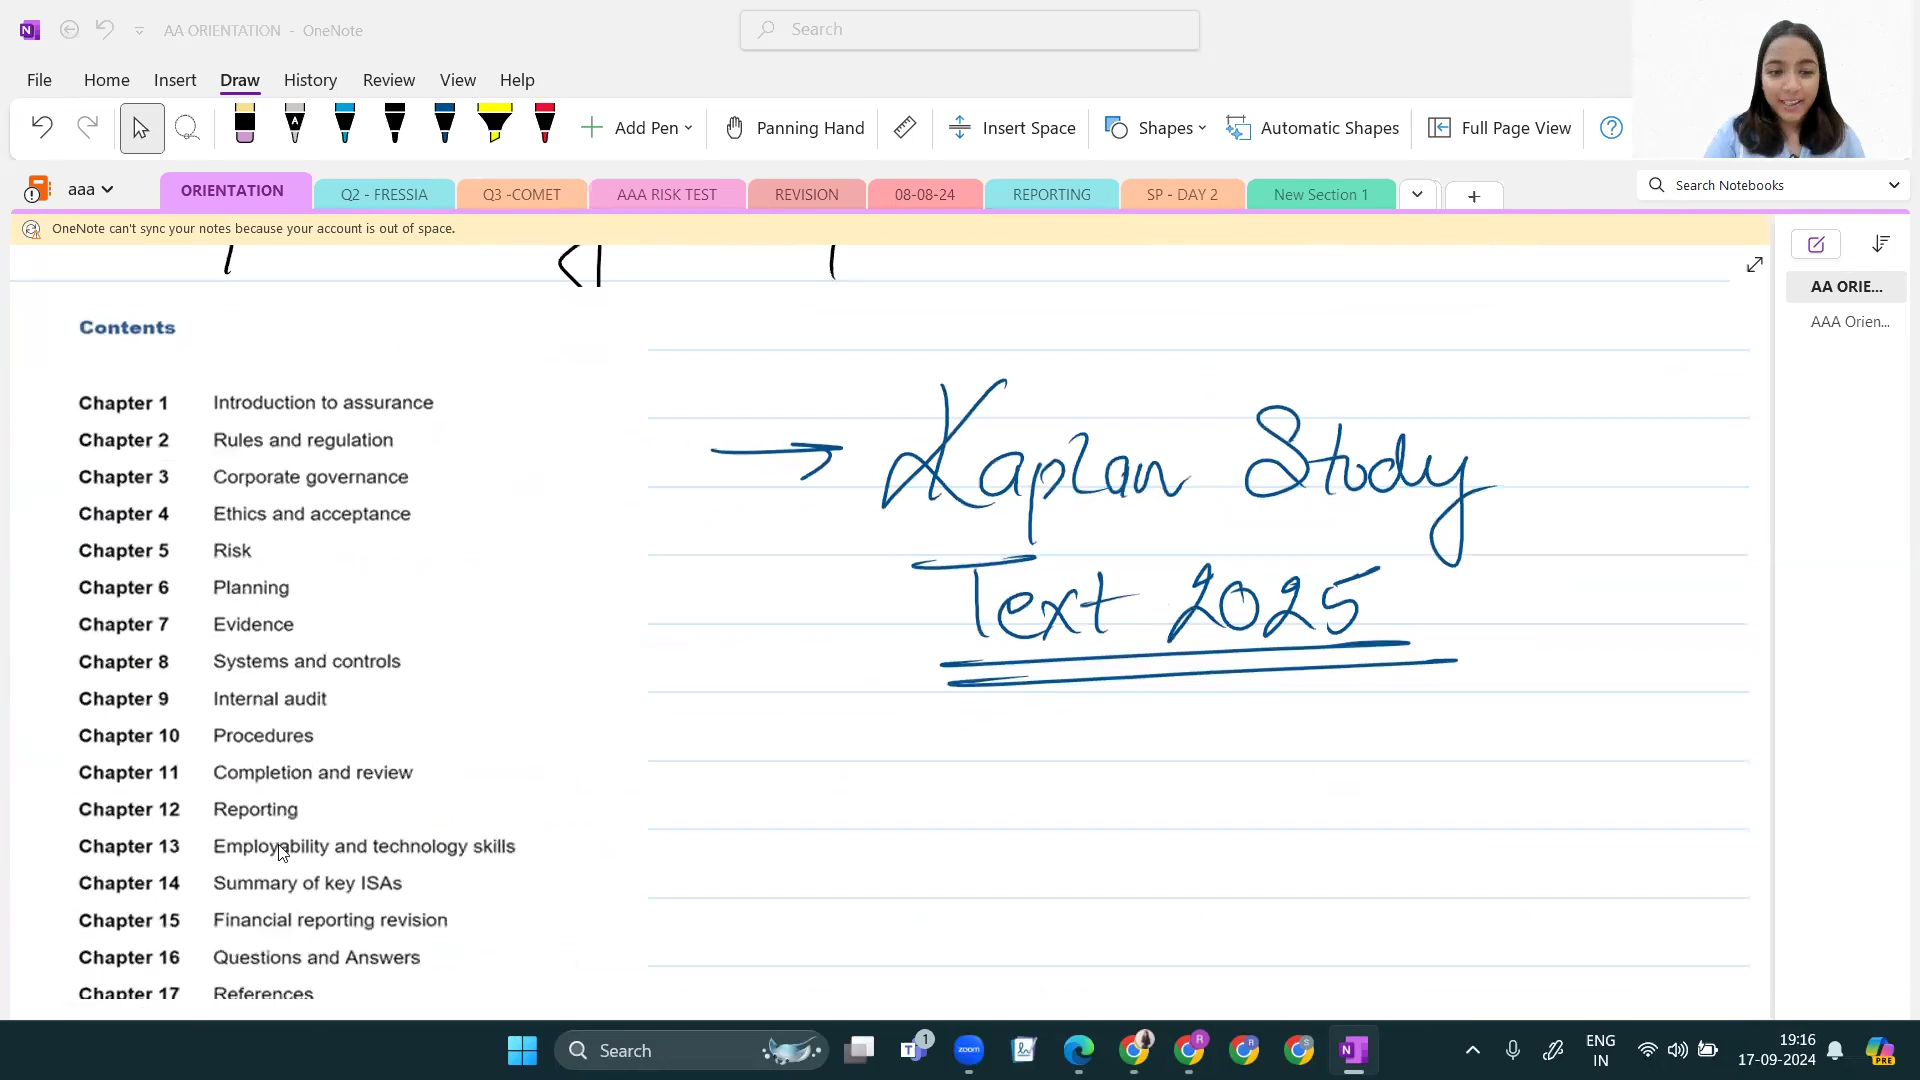 AA ORIENTATION - OneNote
Search
File Home Insert Draw History Review View Help
Add Pen Panning Hand Insert Space Shapes Automatic Shapes Full Page View
aaa ORIENTATION Q2 - FRESSIA Q3 -COMET AAA RISK TEST REVISION 08-08-24 REPORTING SP - DAY 2 New Section 1 Search Notebooks
OneNote can't sync your notes because your account is out of space.
AA ORIE...
AAA Orien...
Contents
Chapter 1 Introduction to assurance
Chapter 2 Rules and regulation
Chapter 3 Corporate governance
Chapter 4 Ethics and acceptance
Chapter 5 Risk
Chapter 6 Planning
Chapter 7 Evidence
Chapter 8 Systems and controls
Chapter 9 Internal audit
Chapter 10 Procedures
Chapter 11 Completion and review
Chapter 12 Reporting
Chapter 13 Employability and technology skills
Chapter 14 Summary of key ISAs
Chapter 15 Financial reporting revision
Chapter 16 Questions and Answers
Chapter 17 References
→ Kaplan Study
Text 2025
Search
ENG
IN
19:16
17-09-2024